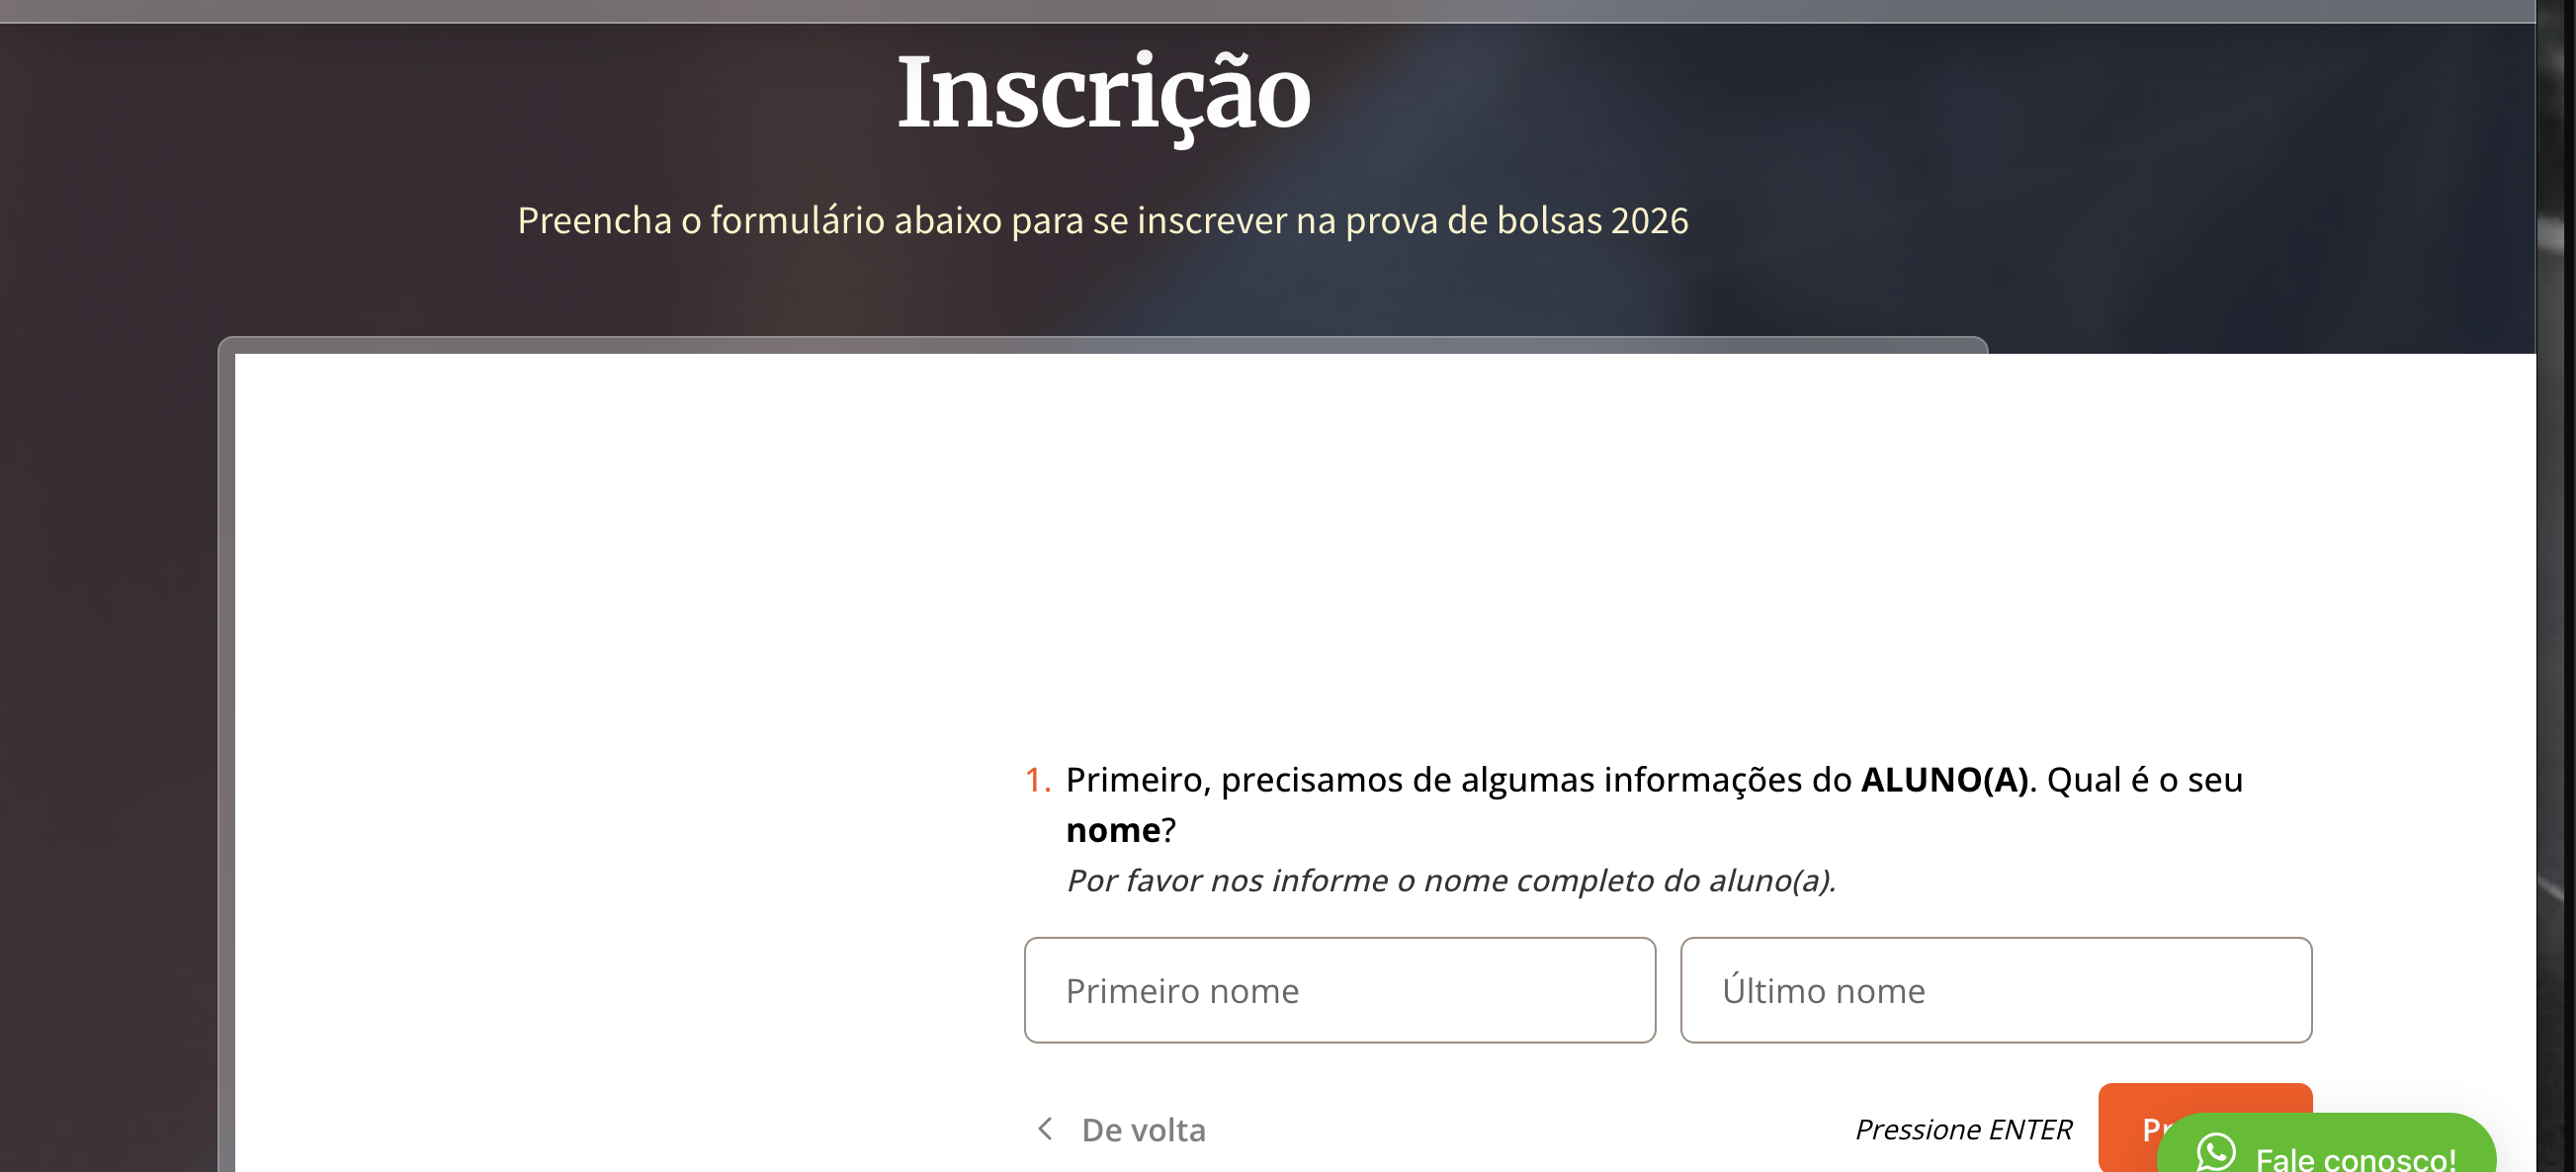 Inscrição
Preencha o formulário abaixo para se inscrever na prova de bolsas 2026
1. Primeiro, precisamos de algumas informações do ALUNO(A). Qual é o seu
nome?
Por favor nos informe o nome completo do aluno(a).
Primeiro nome
Último nome
De volta
Pressione ENTER
Fale conosco!